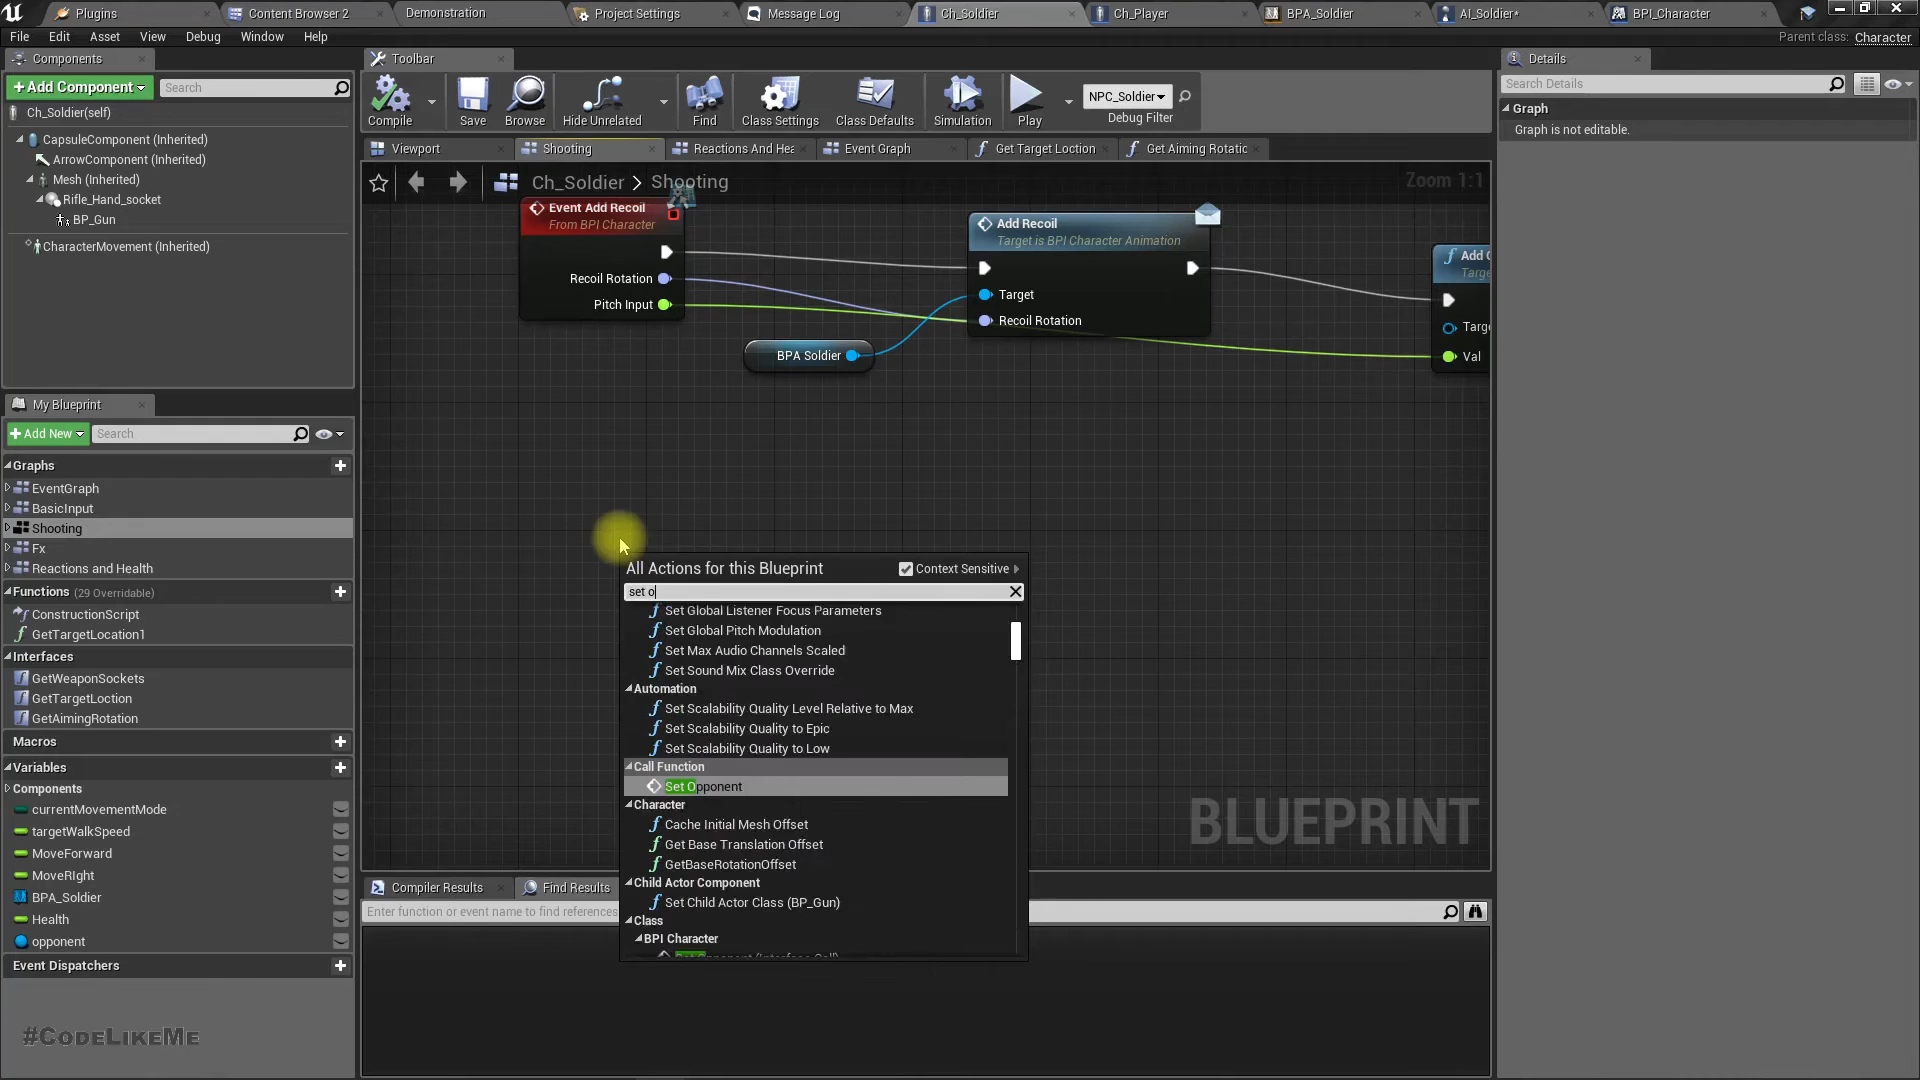 Plugins
Content Browser 2
Demonstration
Project Settings
Message Log
Ch_Soldier
Ch_Player
BPA_Soldier
AI_Soldier*
BPI_Character
File
Edit
Asset
View
Debug
Window
Help
Parent class: Character
Components
+Add Component
Search
Ch_Soldier(self)
CapsuleComponent (Inherited)
ArrowComponent (Inherited)
Mesh (Inherited)
Rifle_Hand_socket
BP_Gun
CharacterMovement (Inherited)
Toolbar
Compile
Save
Browse
Hide Unrelated
Find
Class Settings
Class Defaults
Simulation
Play
NPC_Soldier
Debug Filter
Details
Search Details
Graph
Graph is not editable.
Viewport
Shooting
Reactions And Hea
Event Graph
Get Target Loction
Get Aiming Rotatic
Ch_Soldier > Shooting
Zoom 1:1
Event Add Recoil
From BPI Character
Recoil Rotation
Pitch Input
Add Recoil
Target is BPI Character Animation
Target
Recoil Rotation
BPA Soldier
Add C
Targe
Targe
Val
My Blueprint
+Add New
Search
Graphs
EventGraph
BasicInput
Shooting
Fx
Reactions and Health
Functions (29 Overridable)
ConstructionScript
GetTargetLocation1
Interfaces
GetWeaponSockets
GetTargetLoction
GetAimingRotation
Macros
Variables
Components
currentMovementMode
targetWalkSpeed
MoveForward
MoveRIght
BPA_Soldier
Health
opponent
Event Dispatchers
All Actions for this Blueprint
Context Sensitive
set o
Set Global Listener Focus Parameters
Set Global Pitch Modulation
Set Max Audio Channels Scaled
Set Sound Mix Class Override
Automation
Set Scalability Quality Level Relative to Max
Set Scalability Quality to Epic
Set Scalability Quality to Low
Call Function
Set Opponent
Character
Cache Initial Mesh Offset
Get Base Translation Offset
GetBaseRotationOffset
Child Actor Component
Set Child Actor Class (BP_Gun)
Class
BPI Character
BLUEPRINT
Compiler Results
Find Results
Enter function or event name to find references
#CodeLikeMe